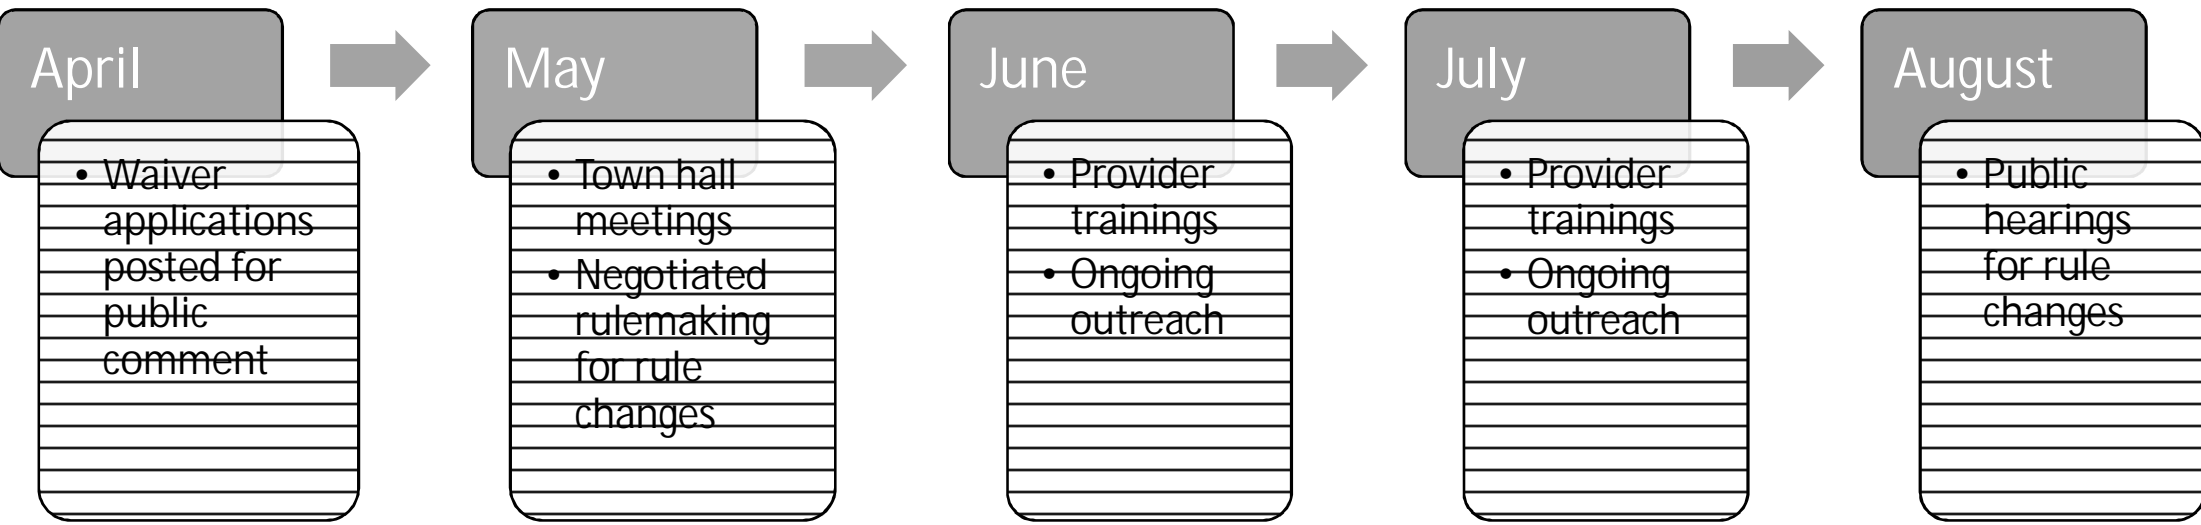 April
• Waiver
applications
posted for
public
comment
May
• Town hall
meetings
• Negotiated
rulemaking
for rule
changes
June
• Provider
trainings
• Ongoing
outreach
July
• Provider
trainings
• Ongoing
outreach
August
• Public
hearings
for rule
changes